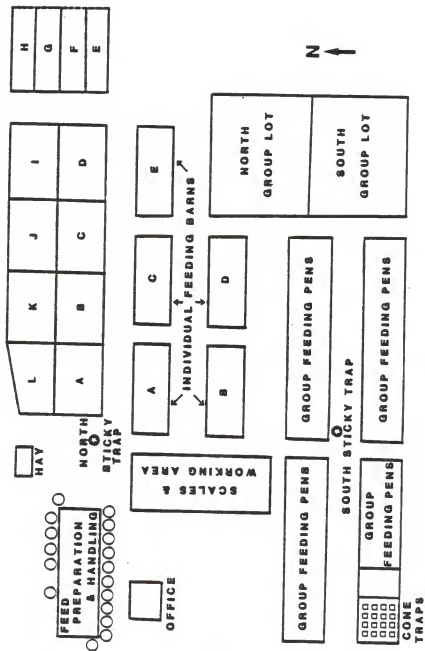 H
G
F
E
I
J
K
L
D
C
B
A
HAY
NORTH
STICKY
TRAP
FEED
PREPARATION
& HANDLING
OFFICE
SCALES &
WORKING AREA
A
C
E
INDIVIDUAL FEEDING BARNS
B
D
N
NORTH
GROUP LOT
SOUTH
GROUP LOT
GROUP FEEDING PENS
GROUP FEEDING PENS
SOUTH STICKY TRAP
GROUP
FEEDING PENS
GROUP FEEDING PENS
CONE
TRAPS